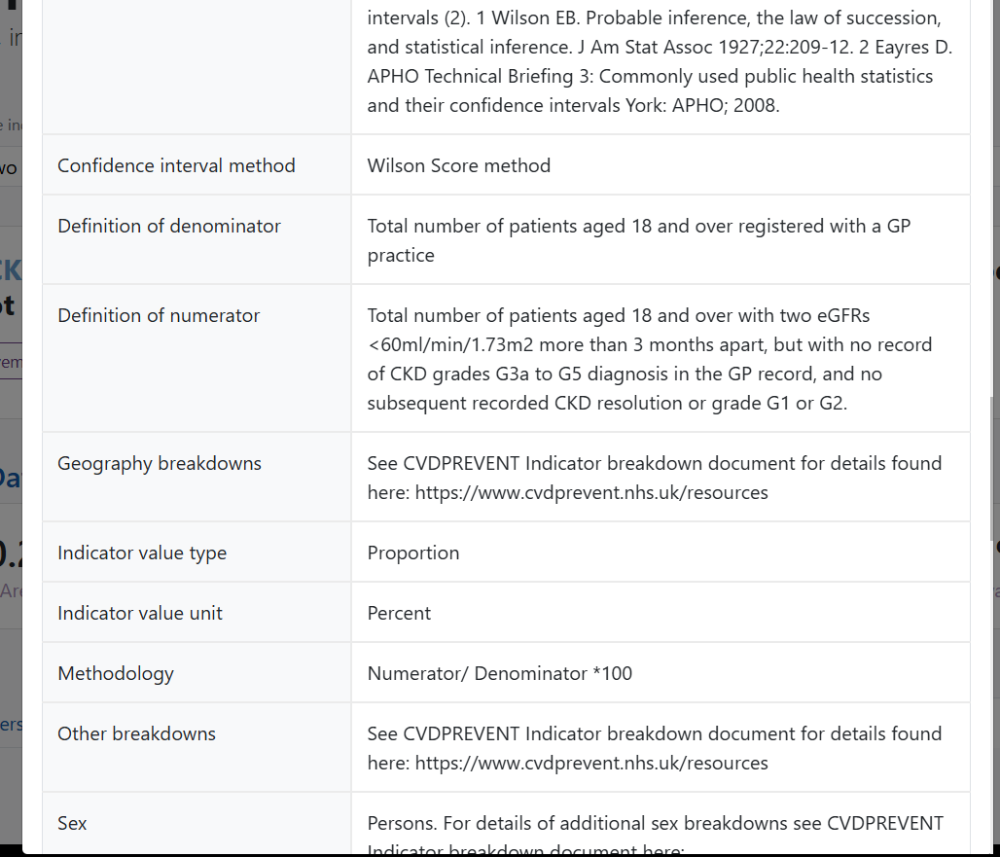 intervals (2). 1 Wilson EB. Probable inference, the law of succession,
and statistical inference. J Am Stat Assoc 1927;22:209-12. 2 Eayres D.
APHO Technical Briefing 3: Commonly used public health statistics
and their confidence intervals York: APHO; 2008.
Confidence interval method
Wilson Score method
Definition of denominator
Total number of patients aged 18 and over registered with a GP
practice
Definition of numerator
Total number of patients aged 18 and over with two eGFRs
<60ml/min/1.73m2 more than 3 months apart, but with no record
of CKD grades G3a to G5 diagnosis in the GP record, and no
subsequent recorded CKD resolution or grade G1 or G2.
Geography breakdowns
See CVDPREVENT Indicator breakdown document for details found
here: https://www.cvdprevent.nhs.uk/resources
Indicator value type
Proportion
Indicator value unit
Percent
Methodology
Numerator/ Denominator *100
Other breakdowns
See CVDPREVENT Indicator breakdown document for details found
here: https://www.cvdprevent.nhs.uk/resources
Sex
Persons. For details of additional sex breakdowns see CVDPREVENT
Indicator breakdown document here: